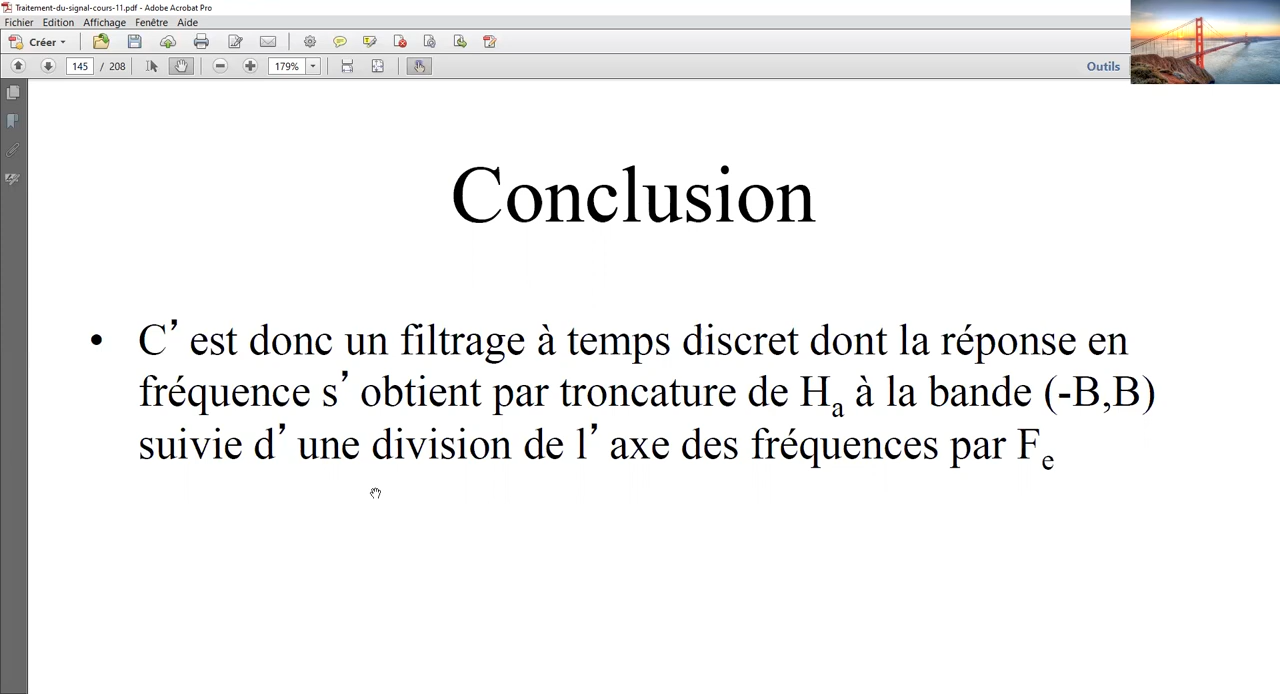 Traitement-du-signal-cours-11.pdf - Adobe Acrobat Pro
Fichier Edition Affichage Fenêtre Aide
Créer
145 / 208 179% Outils
Conclusion
• C’ est donc un filtrage à temps discret dont la réponse en
fréquence s’ obtient par troncature de Hₐ à la bande (-B,B)
suivie d’ une division de l’ axe des fréquences par Fₑ